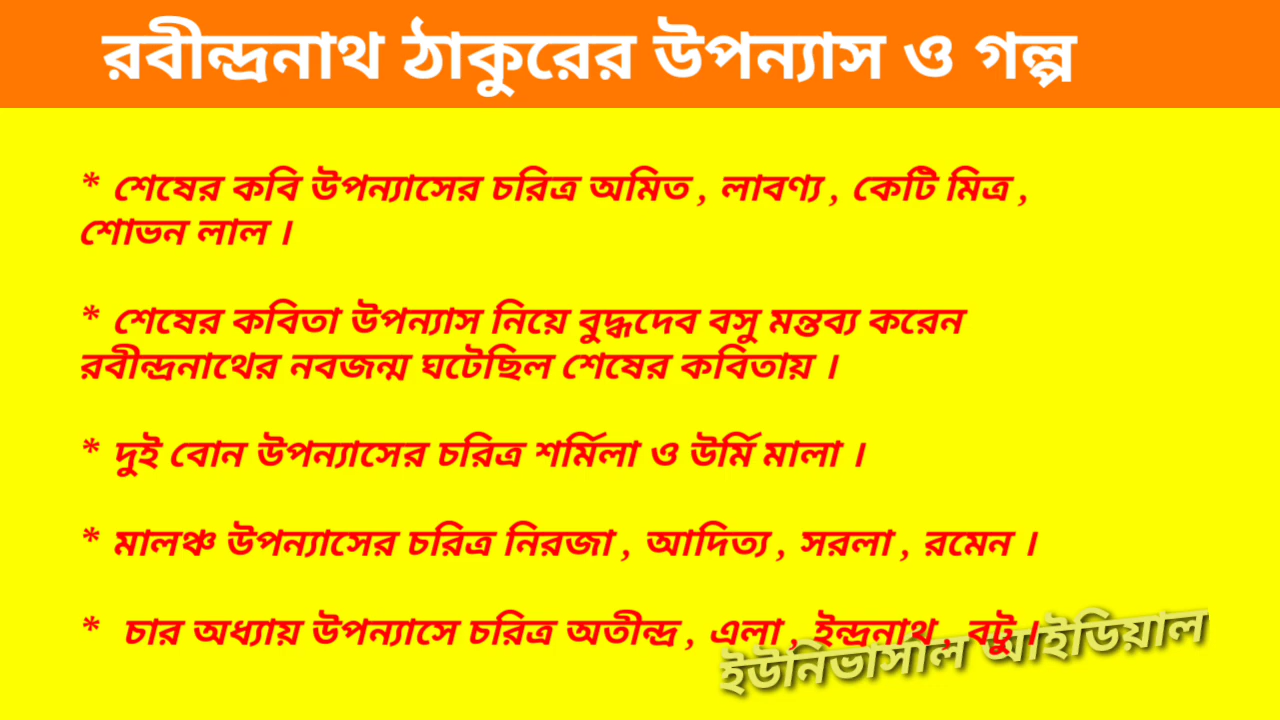 রবীন্দ্রনাথ ঠাকুরের উপন্যাস ও গল্প
* শেষের কবি উপন্যাসের চরিত্র অমিত , লাবণ্য , কেটি মিত্র ,
শোভন লাল ।
* শেষের কবিতা উপন্যাস নিয়ে বুদ্ধদেব বসু মন্তব্য করেন
রবীন্দ্রনাথের নবজন্ম ঘটেছিল শেষের কবিতায় ।
* দুই বোন উপন্যাসের চরিত্র শর্মিলা ও উর্মি মালা ।
* মালঞ্চ উপন্যাসের চরিত্র নিরজা , আদিত্য , সরলা , রমেন ।
* চার অধ্যায় উপন্যাসে চরিত্র অতীন্দ্র , এলা , ইন্দ্রনাথ , বটু ।
ইউনিভার্সাল আইডিয়াল